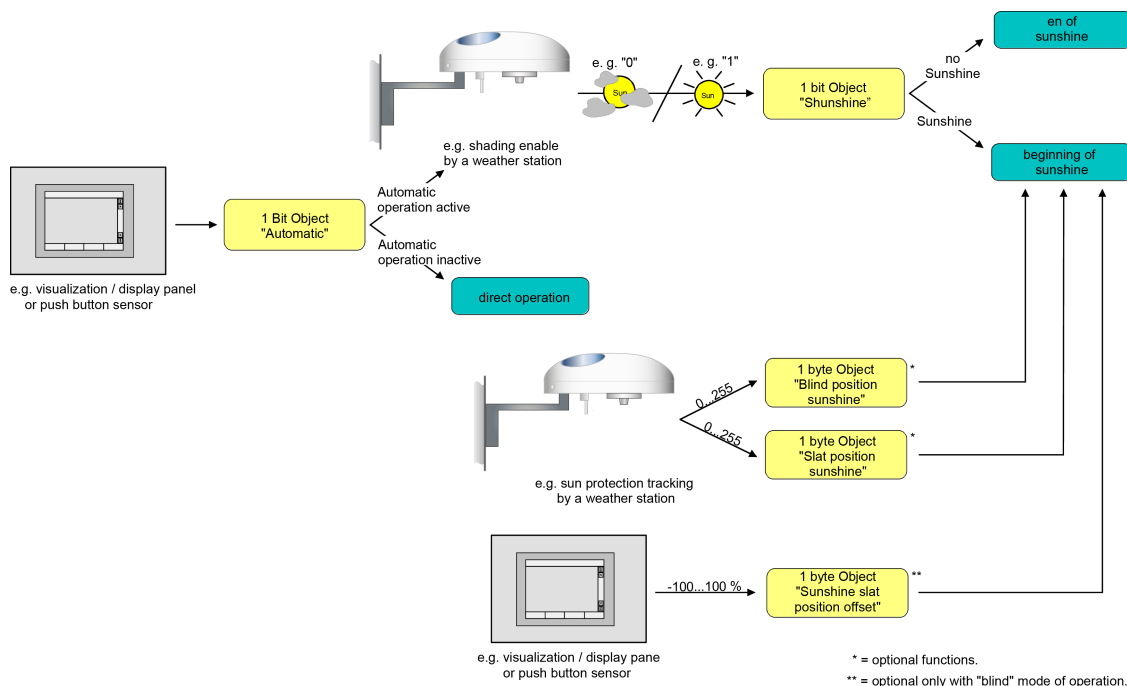 en of
sunshine
e. g. "0"
e. g. "1"
Sun
Sun
1 bit Object
"Shunshine”
no
Sunshine
Sunshine
beginning of
sunshine
e.g. shading enable
by a weather station
Automatic
operation active
1 Bit Object
"Automatic"
Automatic
operation inactive
direct operation
e.g. visualization / display panel
or push button sensor
0...255
0...255
1 byte Object
"Blind position
sunshine"
*
1 byte Object
"Slat position
sunshine"
*
e.g. sun protection tracking
by a weather station
-100...100 %
1 byte Object
"Sunshine slat
position offset"
**
e.g. visualization / display pane
or push button sensor
* = optional functions.
** = optional only with "blind" mode of operation.